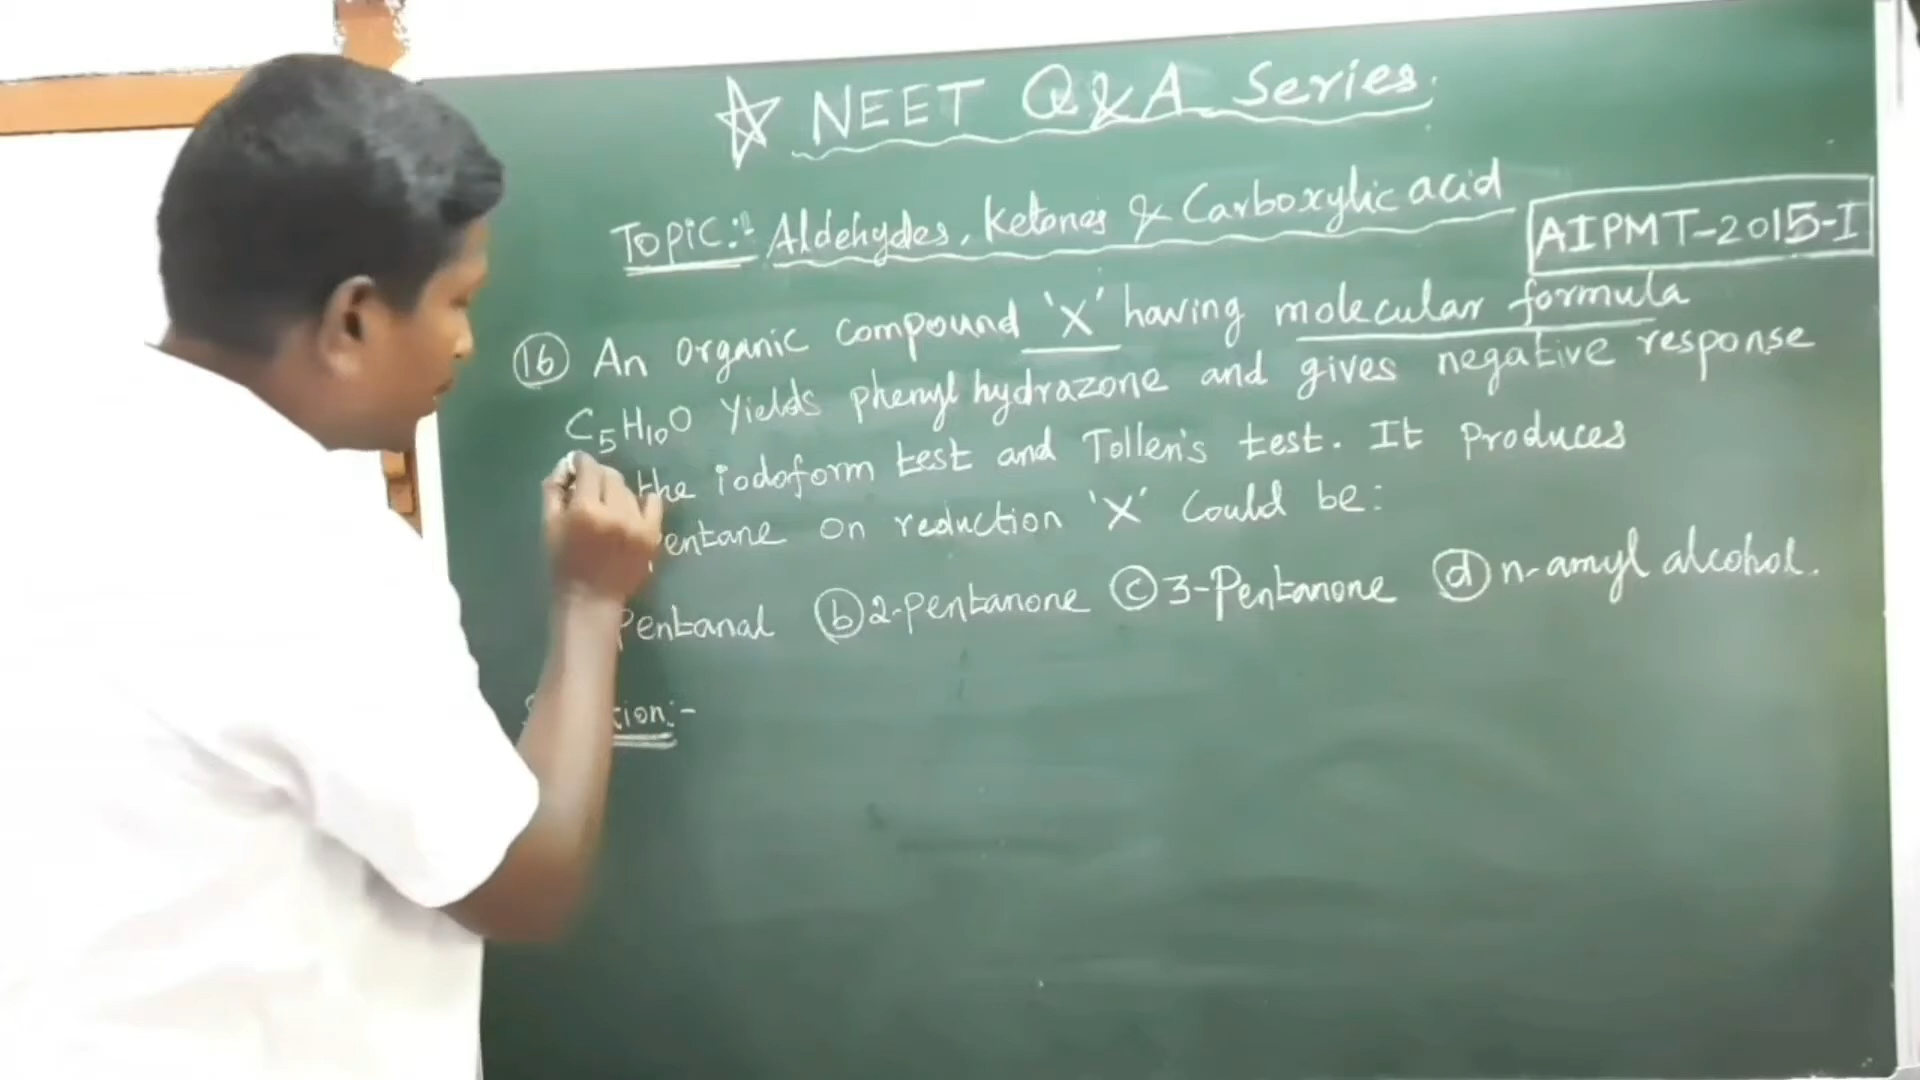 ☆ NEET Q&A Series.
Topic:- Aldehydes, Ketones & Carboxylic acid
AIPMT-2015-I
(16) An Organic compound 'X' having molecular formula
C5H10O Yields phenyl hydrazone and gives negative response
the iodoform test and Tollen's test. It produces
entane on reduction 'X' could be:
Pentanal (b) 2-pentanone (c) 3-Pentanone (d) n-amyl alcohol.
tion:-